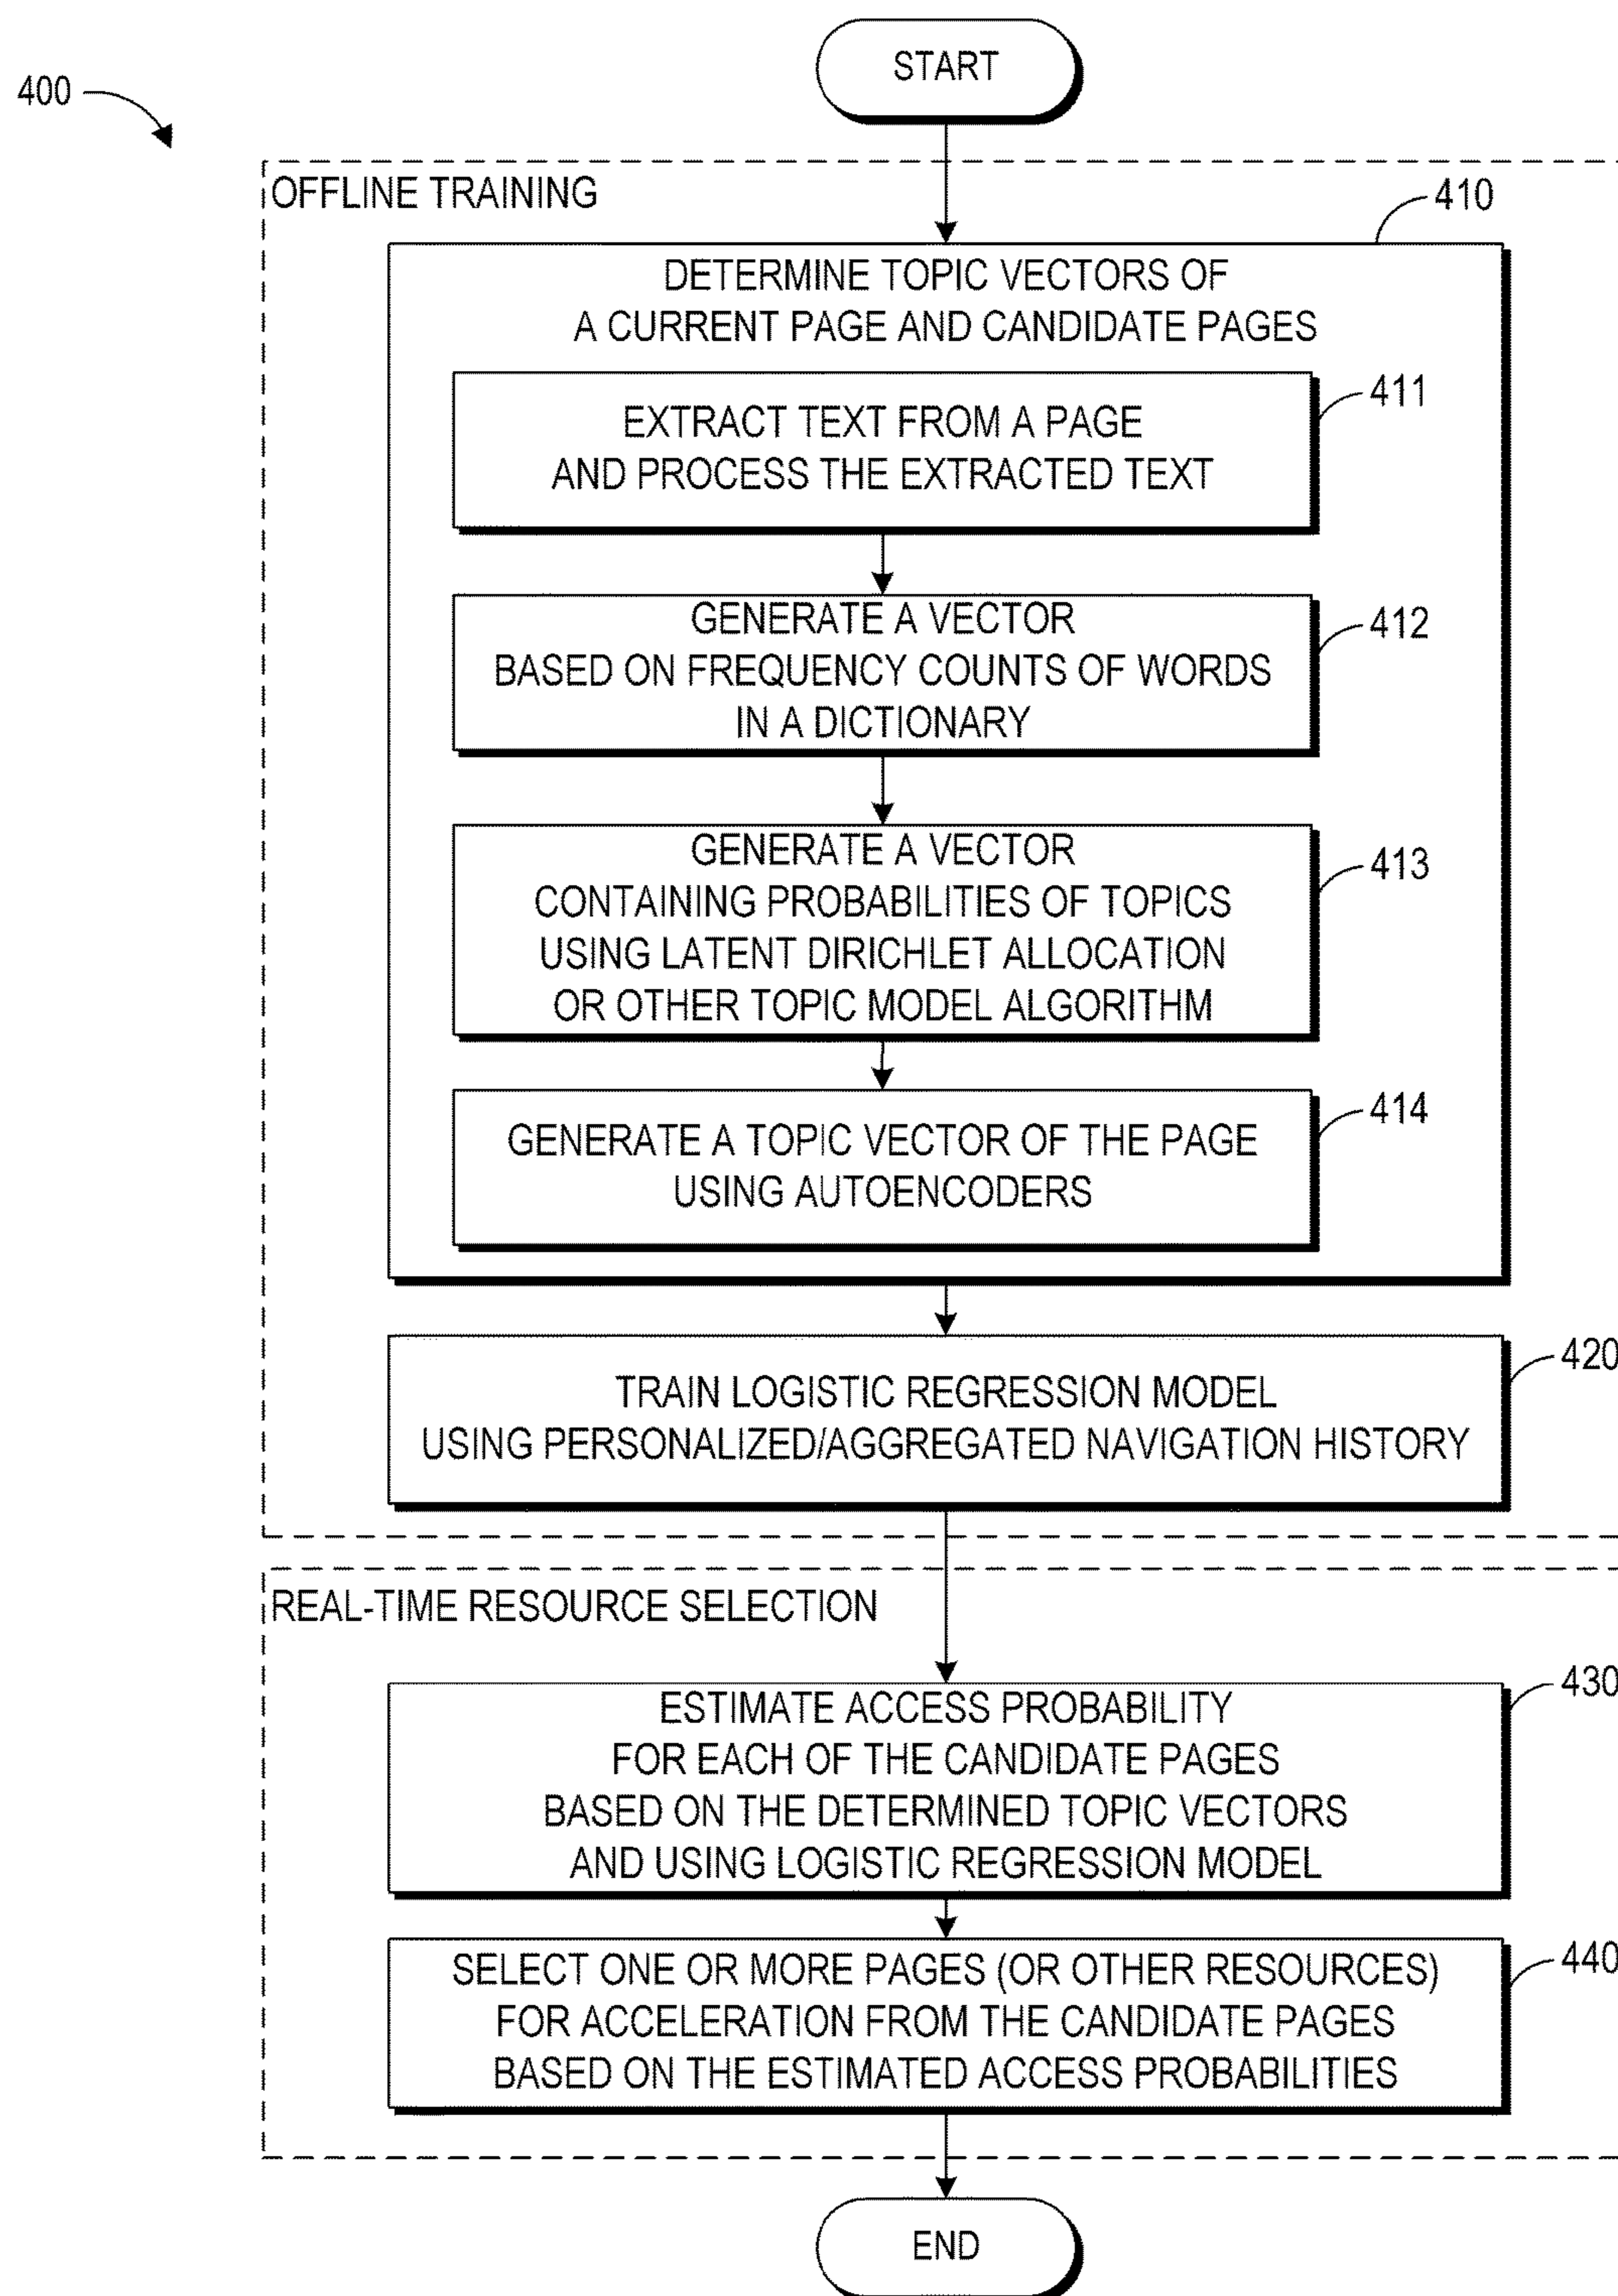 START
400
OFFLINE TRAINING
410
DETERMINE TOPIC VECTORS OF
A CURRENT PAGE AND CANDIDATE PAGES
411
EXTRACT TEXT FROM A PAGE
AND PROCESS THE EXTRACTED TEXT
412
GENERATE A VECTOR
BASED ON FREQUENCY COUNTS OF WORDS
IN A DICTIONARY
413
GENERATE A VECTOR
CONTAINING PROBABILITIES OF TOPICS
USING LATENT DIRICHLET ALLOCATION
OR OTHER TOPIC MODEL ALGORITHM
414
GENERATE A TOPIC VECTOR OF THE PAGE
USING AUTOENCODERS
420
TRAIN LOGISTIC REGRESSION MODEL
USING PERSONALIZED/AGGREGATED NAVIGATION HISTORY
REAL-TIME RESOURCE SELECTION
430
ESTIMATE ACCESS PROBABILITY
FOR EACH OF THE CANDIDATE PAGES
BASED ON THE DETERMINED TOPIC VECTORS
AND USING LOGISTIC REGRESSION MODEL
440
SELECT ONE OR MORE PAGES (OR OTHER RESOURCES)
FOR ACCELERATION FROM THE CANDIDATE PAGES
BASED ON THE ESTIMATED ACCESS PROBABILITIES
END